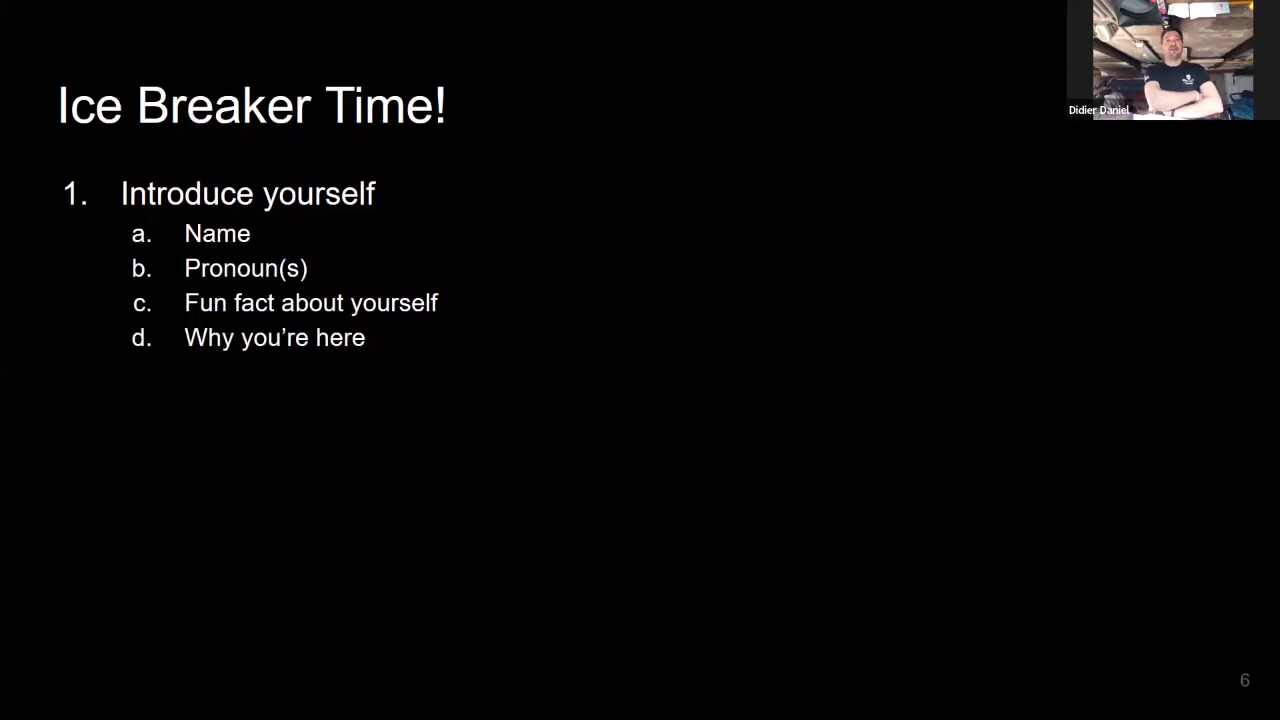 Ice Breaker Time!
Didier Daniel
1. Introduce yourself
a. Name
b. Pronoun(s)
c. Fun fact about yourself
d. Why you’re here
6